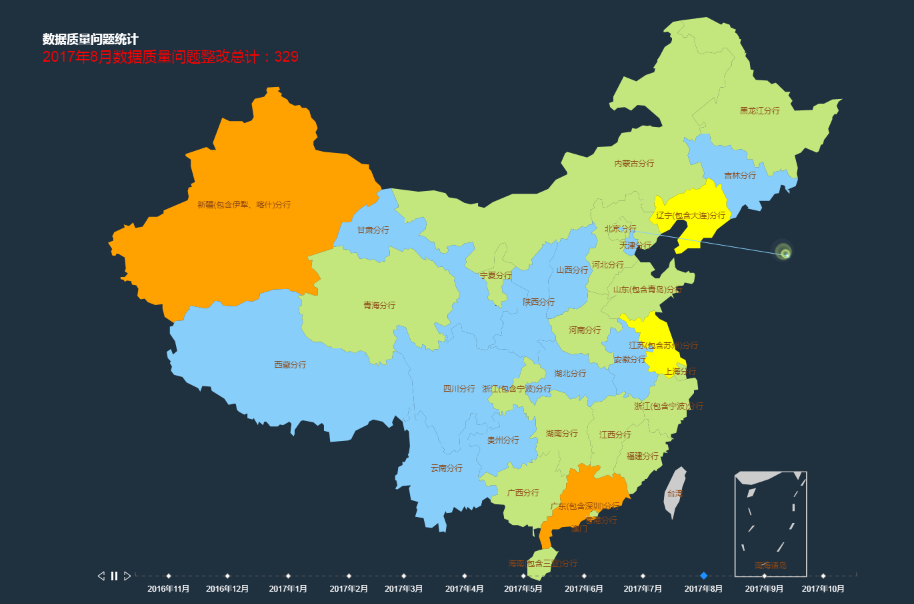 数据质量问题统计
2017年8月数据质量问题整改总计：329
黑龙江分行
内蒙古分行
吉林分行
新疆(包含伊犁、喀什)分行
辽宁(包含大连)分行
甘肃分行
北京分行
天津分行
河北分行
山西分行
宁夏分行
山东(包含青岛)分行
陕西分行
青海分行
河南分行
江苏(包含苏州)分行
安徽分行
西藏分行
上海分行
湖北分行
四川分行
浙江(包含宁波)分行
浙江(包含宁波)分行
湖南分行
江西分行
贵州分行
福建分行
云南分行
广西分行
台湾
广东(包含深圳)分行
澳门
海南(包含三亚)分行
南海诸岛
2016年11月
2016年12月
2017年1月
2017年2月
2017年3月
2017年4月
2017年5月
2017年6月
2017年7月
2017年8月
2017年9月
2017年10月